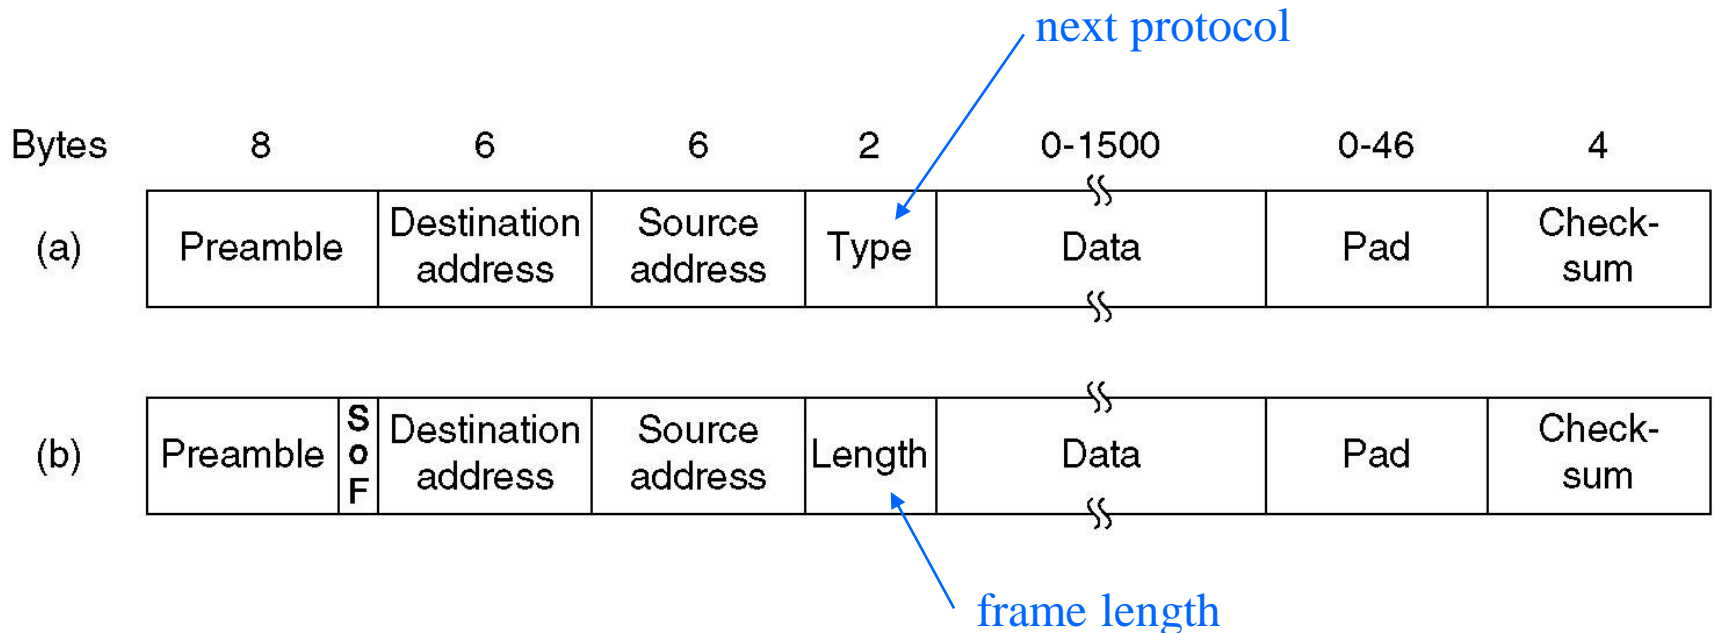 next protocol
Bytes 8 6 6 2 0-1500 0-46 4
(a) Preamble Destination address Source address Type Data Pad Check-sum
(b) Preamble SoF Destination address Source address Length Data Pad Check-sum
frame length